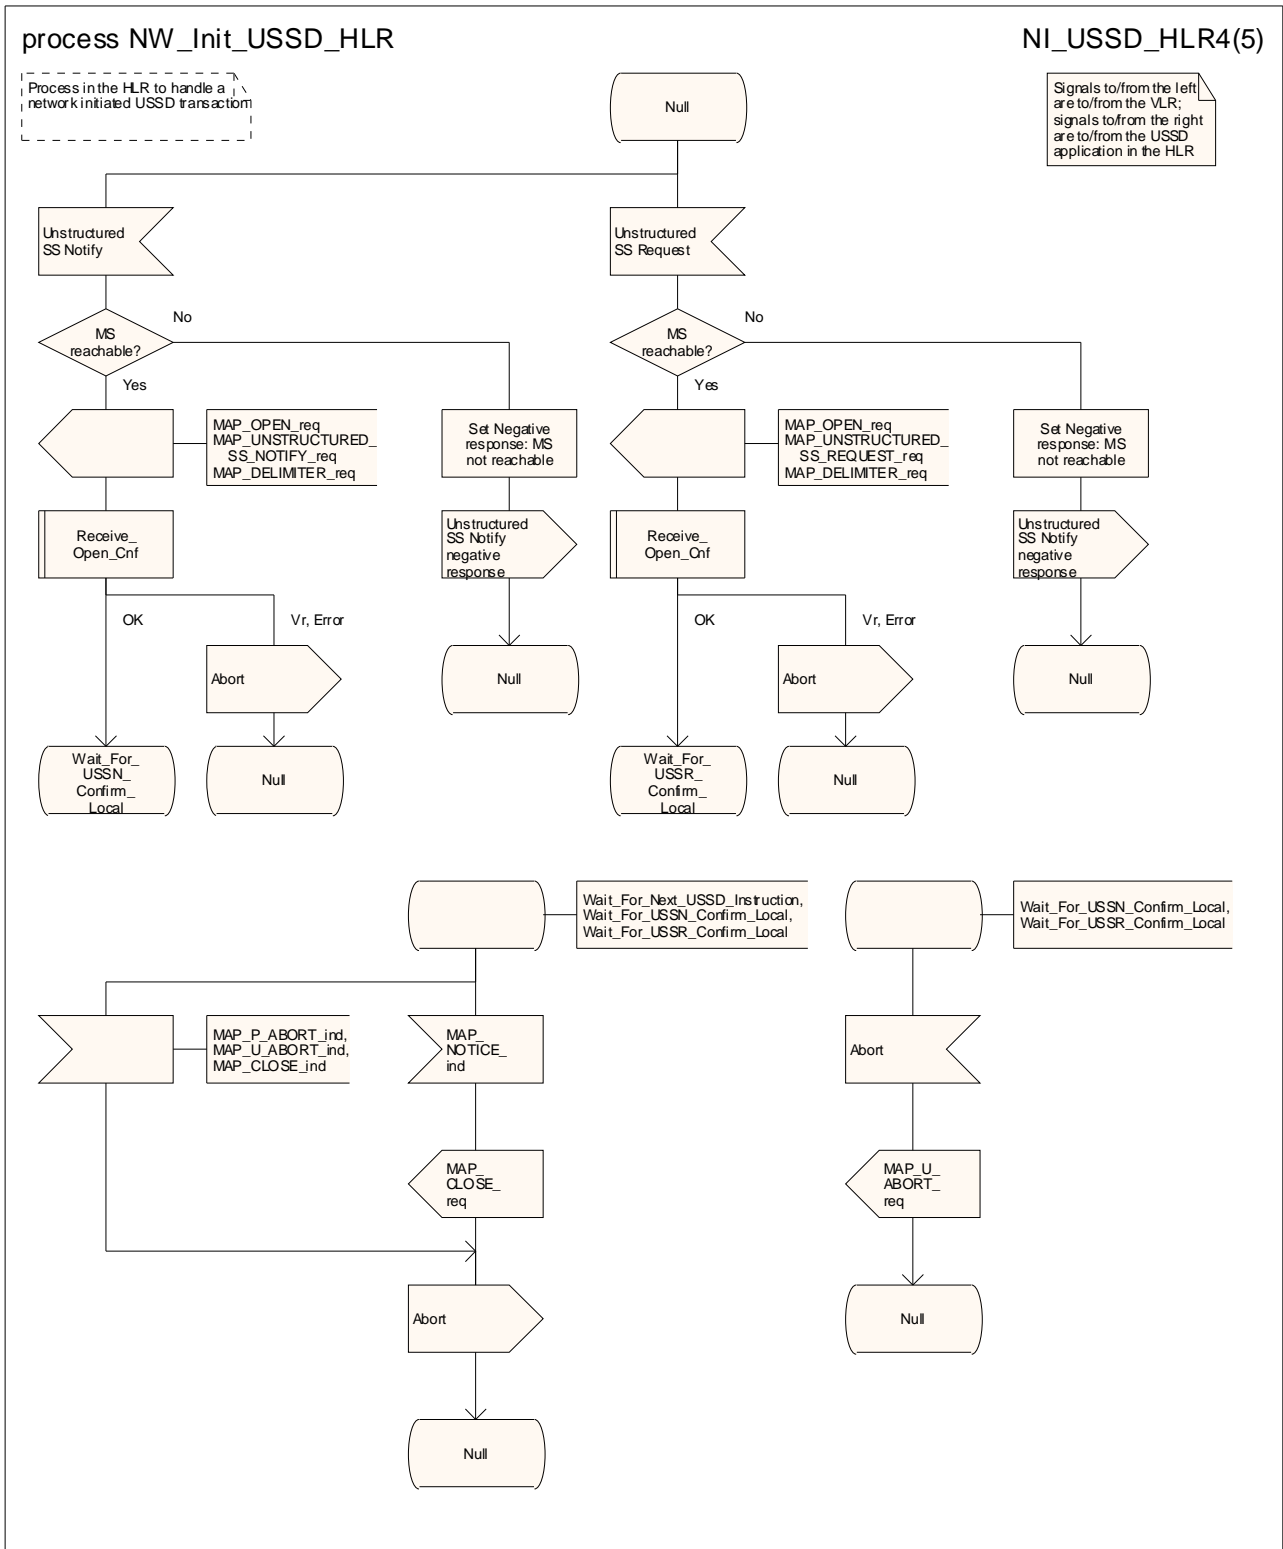 process NW_Init_USSD_HLR
NI_USSD_HLR4(5)
Process in the HLR to handle a
network initiated USSD transaction
Null
Signals to/from the left
are to/from the VLR;
signals to/from the right
are to/from the USSD
application in the HLR
Unstructured
SS Notify
Unstructured
SS Request
MS
reachable?
No
Yes
MS
reachable?
No
Yes
MAP_OPEN_req
MAP_UNSTRUCTURED_
SS_NOTIFY_req
MAP_DELIMITER_req
Set Negative
response: MS
not reachable
MAP_OPEN_req
MAP_UNSTRUCTURED_
SS_REQUEST_req
MAP_DELIMITER_req
Set Negative
response: MS
not reachable
Receive_
Open_Cnf
Unstructured
SS Notify
negative
response
Receive_
Open_Cnf
Unstructured
SS Notify
negative
response
OK
Vr, Error
OK
Vr, Error
Abort
Null
Abort
Null
Wait_For_
USSN_
Confirm_
Local
Null
Wait_For_
USSR_
Confirm_
Local
Null
Wait_For_Next_USSD_Instruction,
Wait_For_USSN_Confirm_Local,
Wait_For_USSR_Confirm_Local
Wait_For_USSN_Confirm_Local,
Wait_For_USSR_Confirm_Local
MAP_P_ABORT_ind,
MAP_U_ABORT_ind,
MAP_CLOSE_ind
MAP_
NOTICE_
ind
Abort
MAP_
CLOSE_
req
MAP_U_
ABORT_
req
Abort
Null
Null